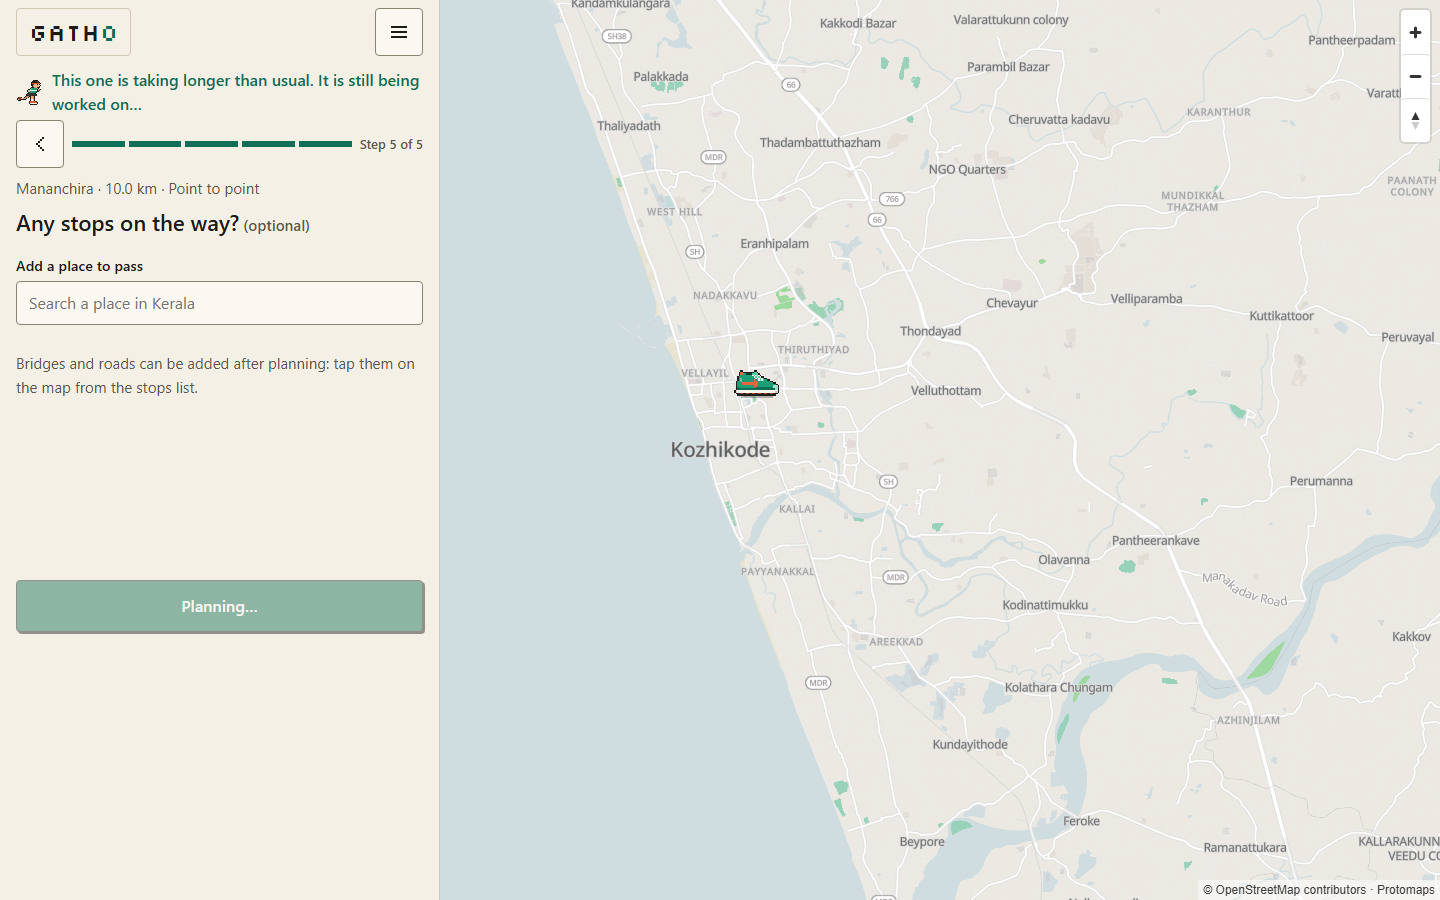 GATHO
This one is taking longer than usual. It is still being
worked on...
Step 5 of 5
Mananchira · 10.0 km · Point to point
Any stops on the way? (optional)
Add a place to pass
Search a place in Kerala
Bridges and roads can be added after planning: tap them on
the map from the stops list.
Planning...
Kandamkulangara
Kakkodi Bazar
Valarattukunn colony
SH38
Pantheerpadam
Palakkada
66
Parambil Bazar
Varatti
KARANTHUR
Thaliyadath
Cheruvatta kadavu
Thadambattuthazham
MDR
NGO Quarters
PAANATH
COLONY
766
MUNDIKKAL
THAZHAM
WEST HILL
66
SH
Eranhipalam
NADAKKAVU
Chevayur
Velliparamba
Kuttikattoor
Thondayad
Peruvayal
THIRUTHIYAD
VELLAYIL
Velluthottam
Kozhikode
SH
Perumanna
KALLAI
Pantheerankave
Olavanna
PAYYANAKKAL
MDR
Manakadav Road
Kodinattimukku
Kakkov
AREEKKAD
MDR
Kolathara Chungam
AZHINJILAM
Kundayithode
Feroke
Beypore
Ramanattukara
KALLARAKUNN
VEEDU CO
© OpenStreetMap contributors · Protomaps